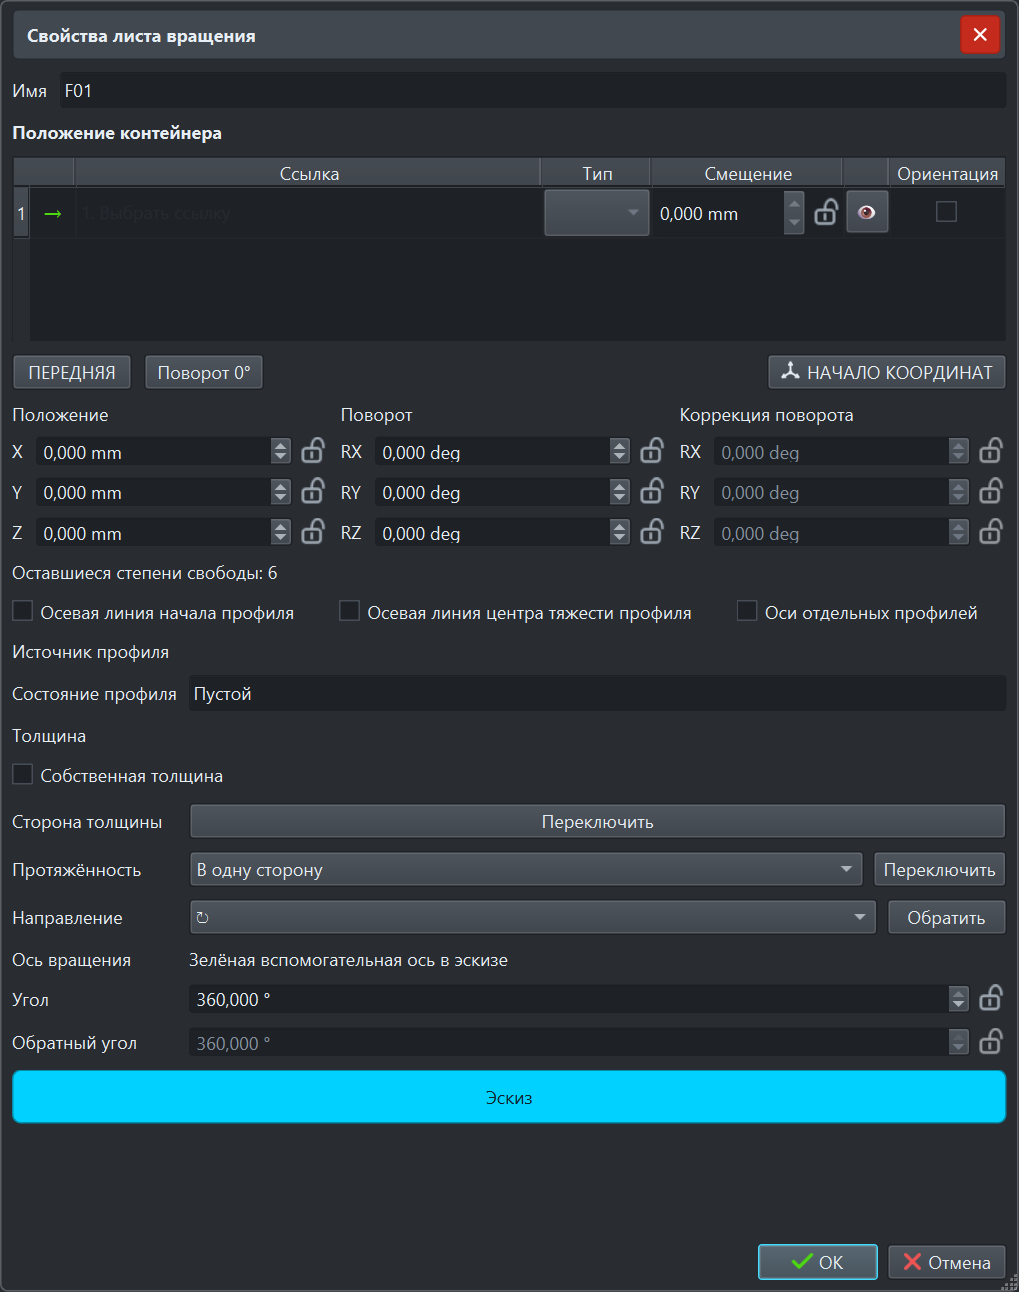 Свойства листа вращения
Имя F01
Положение контейнера
Ссылка Тип Смещение Ориентация
1 → 1. Выбрать ссылку 0,000 mm
ПЕРЕДНЯЯ Поворот 0° НАЧАЛО КООРДИНАТ
Положение Поворот Коррекция поворота
X 0,000 mm RX 0,000 deg RX 0,000 deg
Y 0,000 mm RY 0,000 deg RY 0,000 deg
Z 0,000 mm RZ 0,000 deg RZ 0,000 deg
Оставшиеся степени свободы: 6
Осевая линия начала профиля Осевая линия центра тяжести профиля Оси отдельных профилей
Источник профиля
Состояние профиля Пустой
Толщина
Собственная толщина
Сторона толщины Переключить
Протяжённость В одну сторону Переключить
Направление ↻ Обратить
Ось вращения Зелёная вспомогательная ось в эскизе
Угол 360,000 °
Обратный угол 360,000 °
Эскиз
OK Отмена